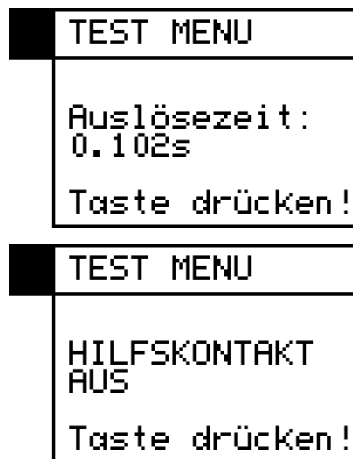 TEST MENU
Auslösezeit:
0.102s
Taste drücken!
TEST MENU
HILFSKONTAKT
AUS
Taste drücken!